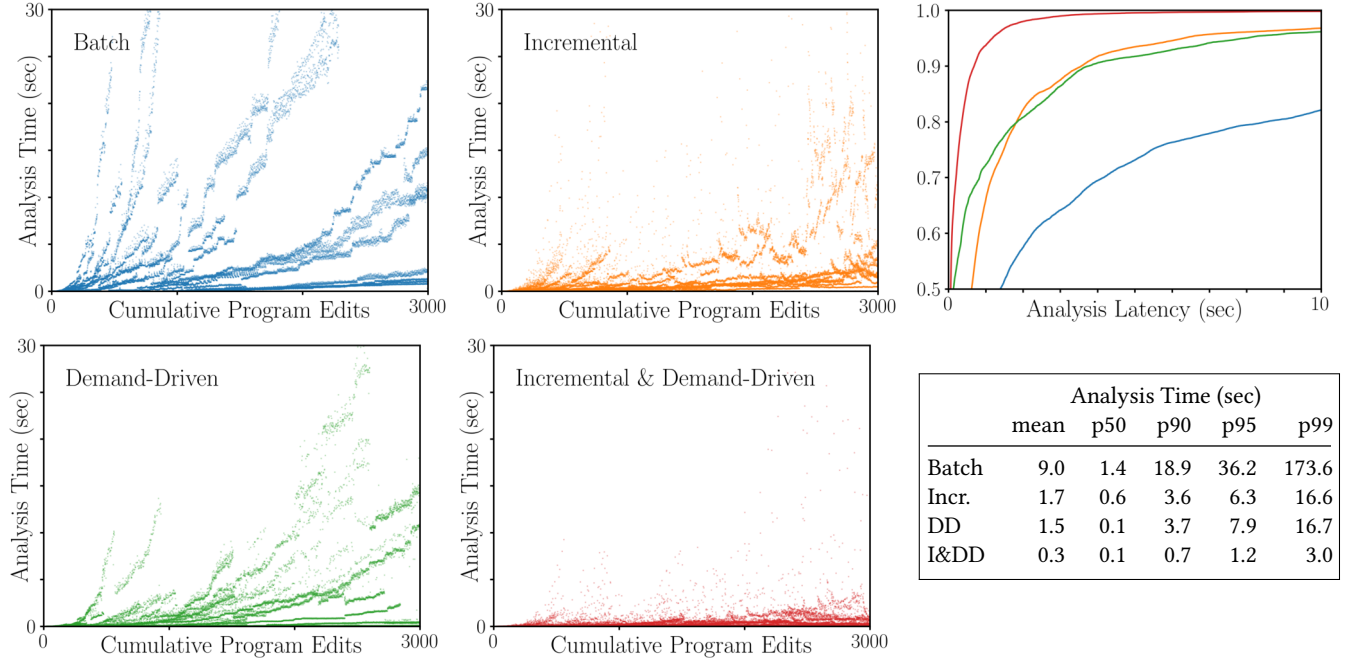 30
Batch
Analysis Time (sec)
0
Cumulative Program Edits
3000
30
Incremental
Analysis Time (sec)
0
Cumulative Program Edits
3000
1.0
0.9
0.8
0.7
0.6
0.5
0
Analysis Latency (sec)
10
30
Demand-Driven
Analysis Time (sec)
0
0
Cumulative Program Edits
3000
30
Incremental & Demand-Driven
Analysis Time (sec)
0
0
Cumulative Program Edits
3000
Analysis Time (sec)
mean p50 p90 p95 p99
Batch 9.0 1.4 18.9 36.2 173.6
Incr. 1.7 0.6 3.6 6.3 16.6
DD 1.5 0.1 3.7 7.9 16.7
I&DD 0.3 0.1 0.7 1.2 3.0